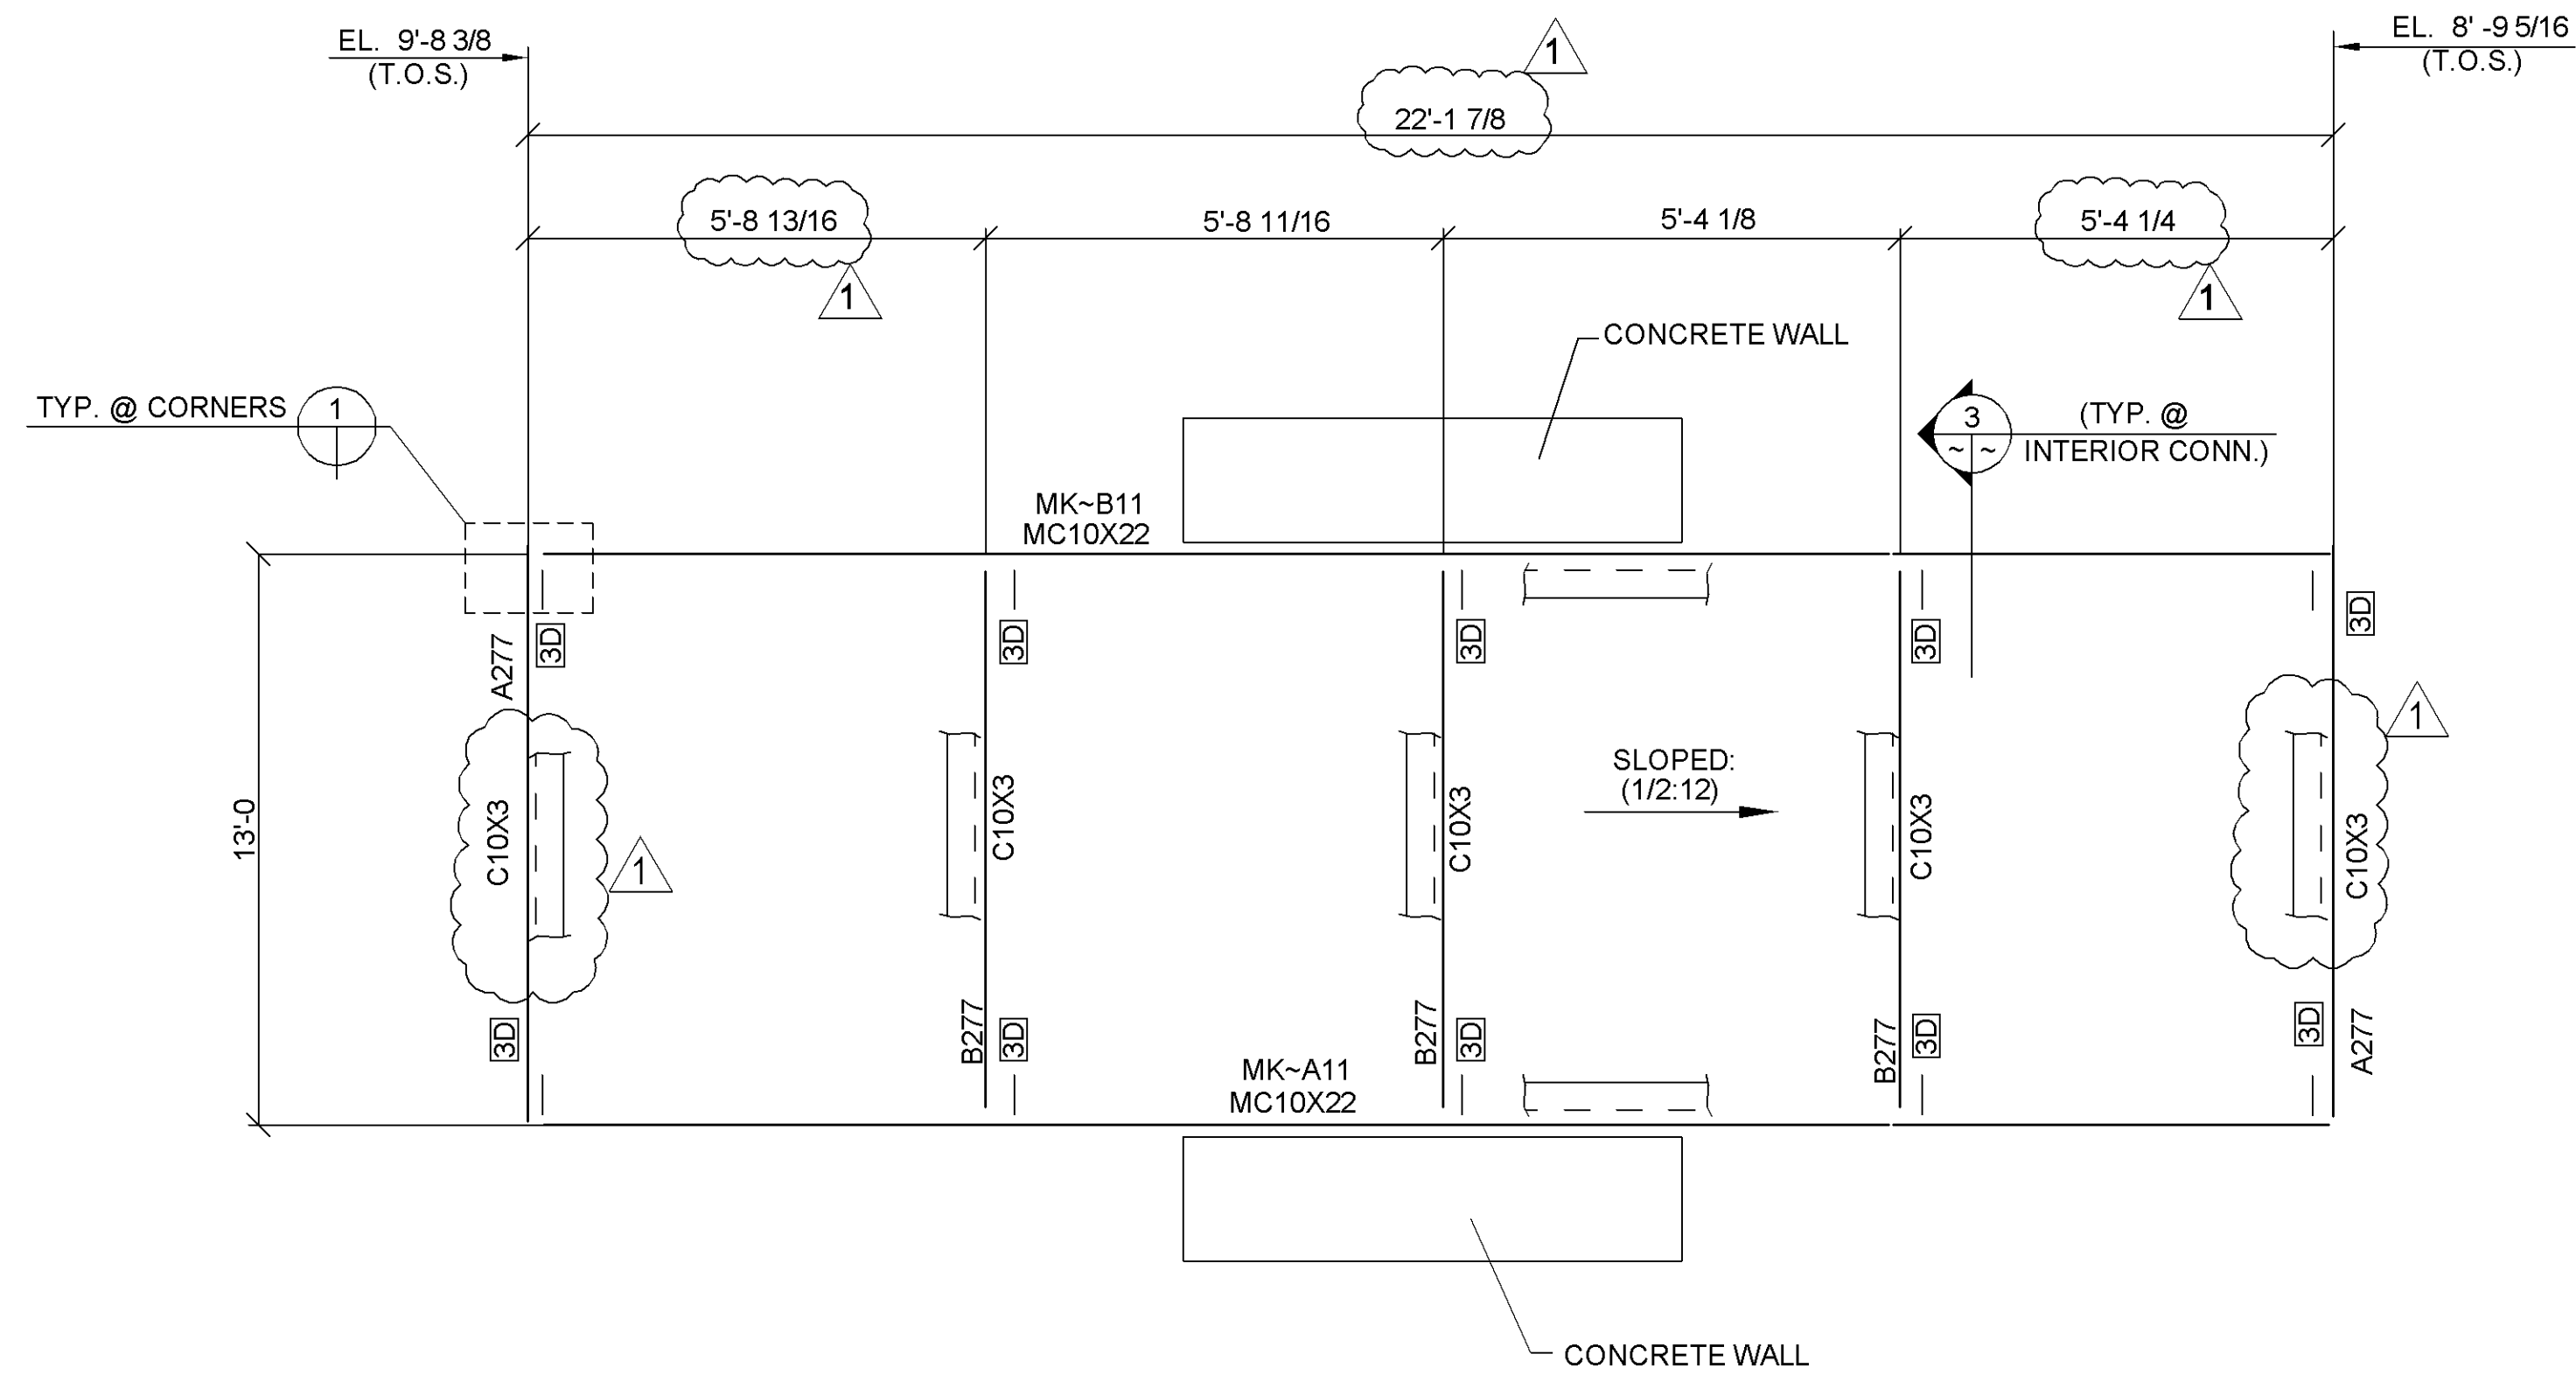 EL. 9'-8 3/8
(T.O.S.)
EL. 8' -9 5/16
(T.O.S.)
1
22'-1 7/8
5'-8 13/16
5'-8 11/16
5'-4 1/8
5'-4 1/4
1
1
CONCRETE WALL
TYP. @ CORNERS
1
3
~ ~
(TYP. @
INTERIOR CONN.)
MK~B11
MC10X22
3D
A277
3D
3D
3D
3D
1
SLOPED:
(1/2:12)
13'-0
C10X3
1
C10X3
C10X3
C10X3
C10X3
3D
B277
3D
B277
3D
B277
3D
3D
A277
MK~A11
MC10X22
CONCRETE WALL